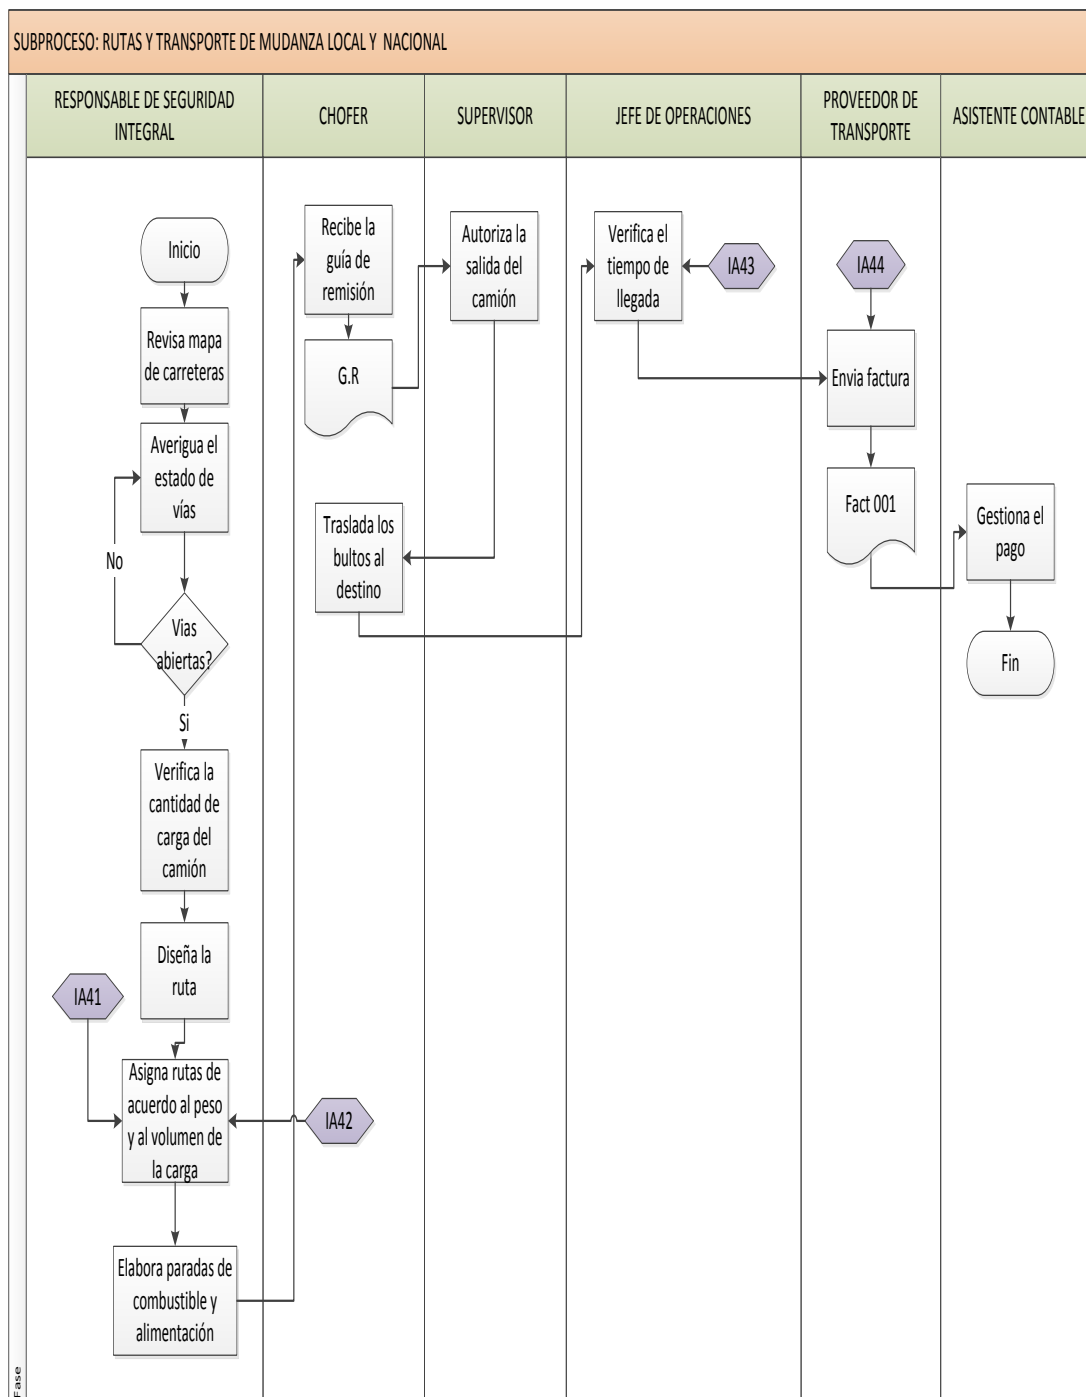 SUBPROCESO: RUTAS Y TRANSPORTE DE MUDANZA LOCAL Y NACIONAL
RESPONSABLE DE SEGURIDAD
INTEGRAL
CHOFER
SUPERVISOR
JEFE DE OPERACIONES
PROVEEDOR DE
TRANSPORTE
ASISTENTE CONTABLE
Inicio
Revisa mapa
de carreteras
Averigua el
estado de
vías
No
Vias
abiertas?
Si
Verifica la
cantidad de
carga del
camión
Diseña la
ruta
IA41
Asigna rutas de
acuerdo al peso
y al volumen de
la carga
IA42
Elabora paradas de
combustible y
alimentación
Recibe la
guía de
remisión
G.R
Traslada los
bultos al
destino
Autoriza la
salida del
camión
Verifica el
tiempo de
llegada
IA43
IA44
Envia factura
Fact 001
Gestiona el
pago
Fin
Fase